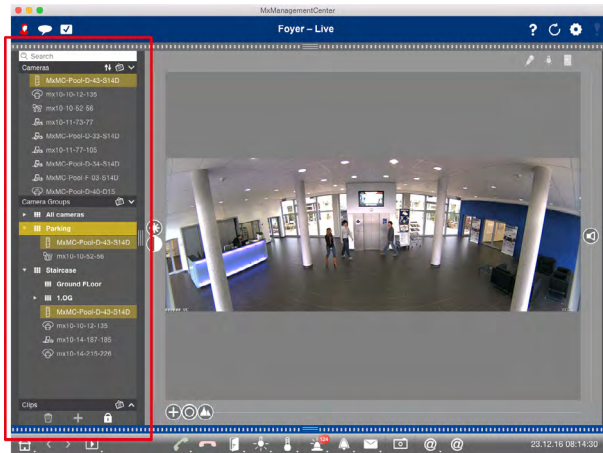 MxManagementCenter
Foyer – Live
Search
Cameras
MxMC-Pool-D-43-S14D
mx10-10-12-135
mx10-10-52-56
mx10-11-73-77
MxMC-Pool-D-33-S14D
mx10-11-77-105
MxMC-Pool-D-34-S14D
MxMC-Pool-F-03-S14D
MxMC-Pool-D-40-D15
Camera Groups
All cameras
Parking
MxMC-Pool-D-43-S14D
mx10-10-52-56
Staircase
Ground FLoor
1.OG
MxMC-Pool-D-43-S14D
mx10-10-12-135
mx10-14-187-185
mx10-14-215-226
Clips
124
23.12.16 08:14:30